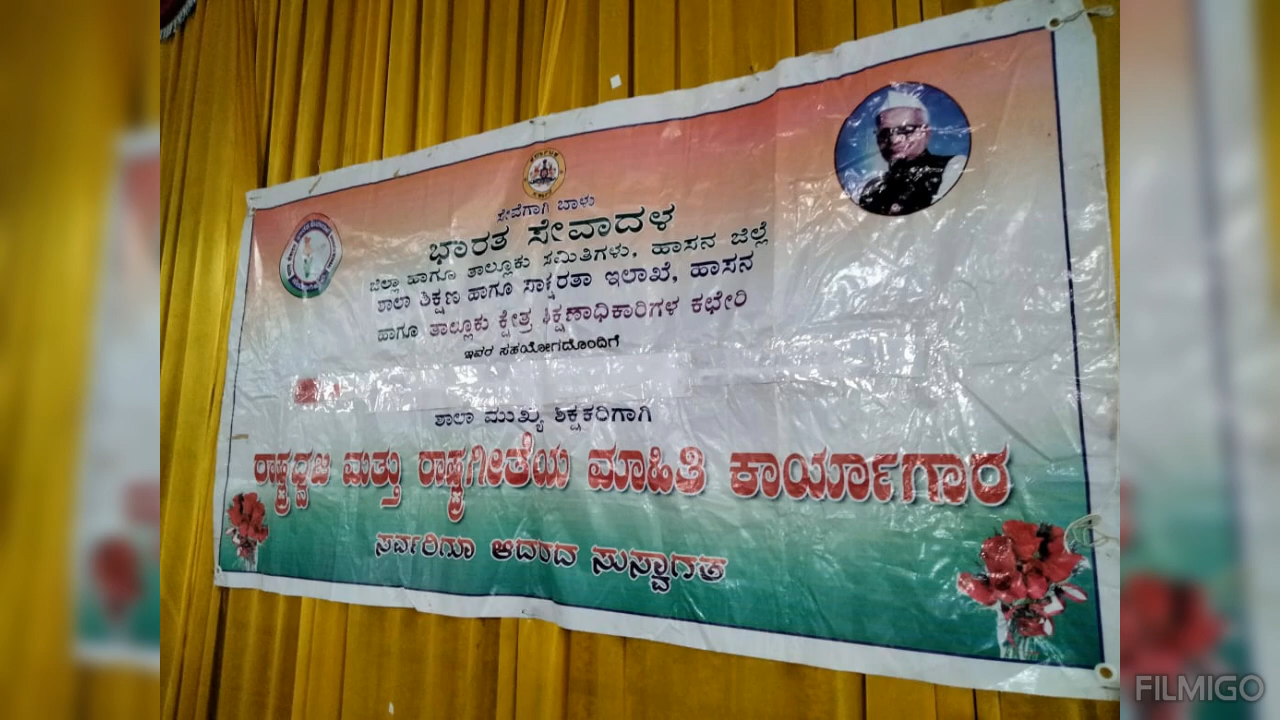 ಸೇವೆಗಾಗಿ ಬಾಳು
ಭಾರತ ಸೇವಾದಳ
ಜಿಲ್ಲಾ ಹಾಗೂ ತಾಲ್ಲೂಕು ಸಮಿತಿಗಳು, ಹಾಸನ ಜಿಲ್ಲೆ
ಶಾಲಾ ಶಿಕ್ಷಣ ಹಾಗೂ ಸಾಕ್ಷರತಾ ಇಲಾಖೆ, ಹಾಸನ
ಹಾಗೂ ತಾಲ್ಲೂಕು ಕ್ಷೇತ್ರ ಶಿಕ್ಷಣಾಧಿಕಾರಿಗಳ ಕಛೇರಿ
ಇವರ ಸಹಯೋಗದೊಂದಿಗೆ
ಶಾಲಾ ಮುಖ್ಯ ಶಿಕ್ಷಕರಿಗಾಗಿ
ರಾಷ್ಟ್ರದ್ವಜ ಮತ್ತು ರಾಷ್ಟ್ರಗೀತೆಯ ಮಾಹಿತಿ ಕಾರ್ಯಾಗಾರ
ಸರ್ವರಿಗೂ ಆದರದ ಸುಸ್ವಾಗತ
FILMIGO